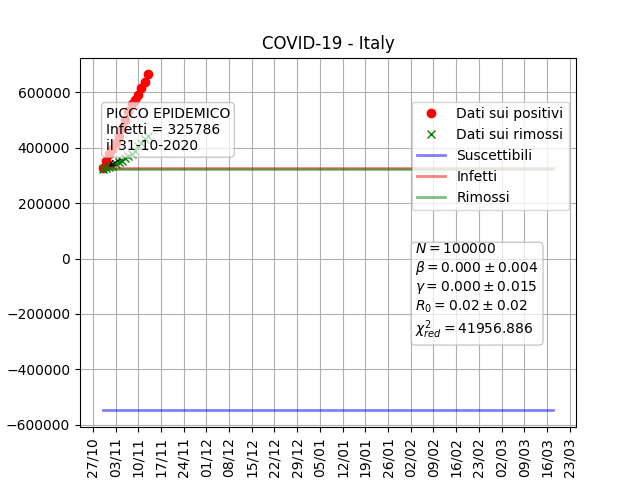 COVID-19 - Italy
600000
400000
200000
0
−200000
−400000
−600000
PICCO EPIDEMICO
Infetti = 325786
il 31-10-2020
Dati sui positivi
Dati sui rimossi
Suscettibili
Infetti
Rimossi
N = 100000
β = 0.000 ± 0.004
γ = 0.000 ± 0.015
R₀ = 0.02 ± 0.02
χ²red = 41956.886
27/10
03/11
10/11
17/11
24/11
01/12
08/12
15/12
22/12
29/12
05/01
12/01
19/01
26/01
02/02
09/02
16/02
23/02
02/03
09/03
16/03
23/03